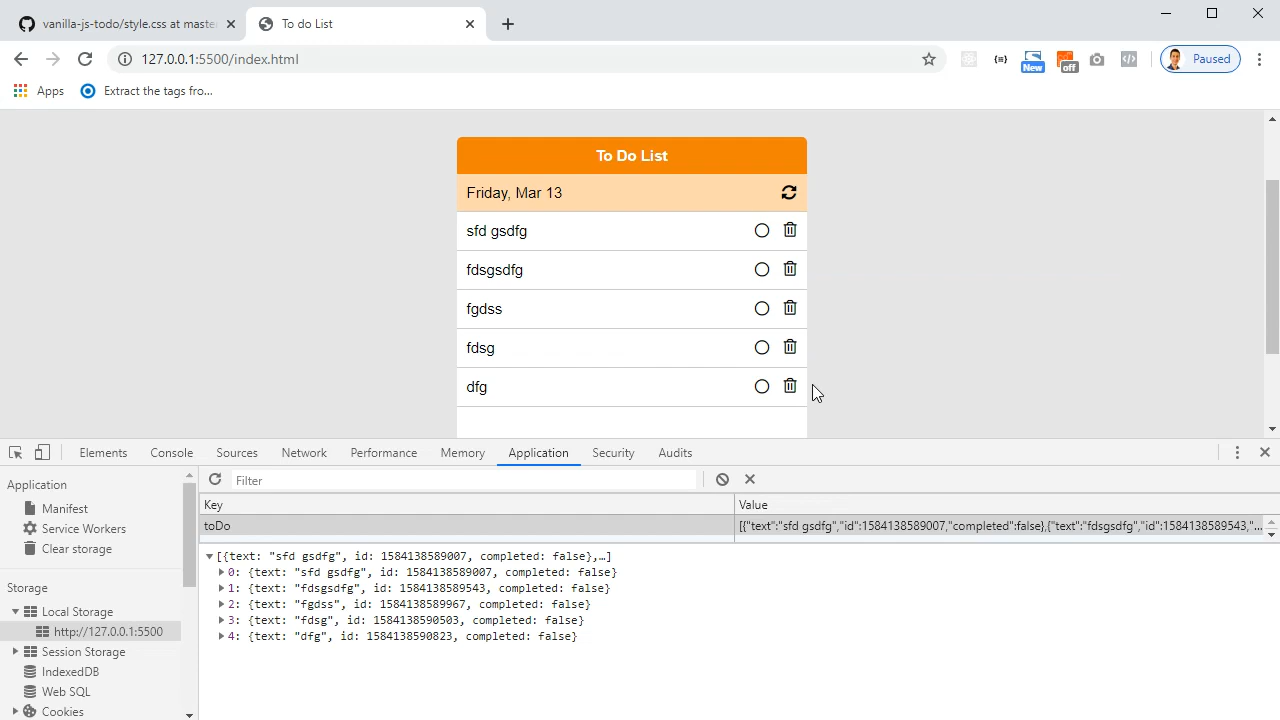 vanilla-js-todo/style.css at maste
To do List
127.0.0.1:5500/index.html
New
off
Paused
Apps
Extract the tags fro...
To Do List
Friday, Mar 13
sfd gsdfg
fdsgsdfg
fgdss
fdsg
dfg
Elements Console Sources Network Performance Memory Application Security Audits
Application
Filter
Manifest
Service Workers
Clear storage
Storage
Local Storage
http://127.0.0.1:5500
Session Storage
IndexedDB
Web SQL
Cookies
Key Value
toDo [{"text":"sfd gsdfg","id":1584138589007,"completed":false},{"text":"fdsgsdfg","id":1584138589543,"...
[{text: "sfd gsdfg", id: 1584138589007, completed: false},…]
0: {text: "sfd gsdfg", id: 1584138589007, completed: false}
1: {text: "fdsgsdfg", id: 1584138589543, completed: false}
2: {text: "fgdss", id: 1584138589967, completed: false}
3: {text: "fdsg", id: 1584138590503, completed: false}
4: {text: "dfg", id: 1584138590823, completed: false}